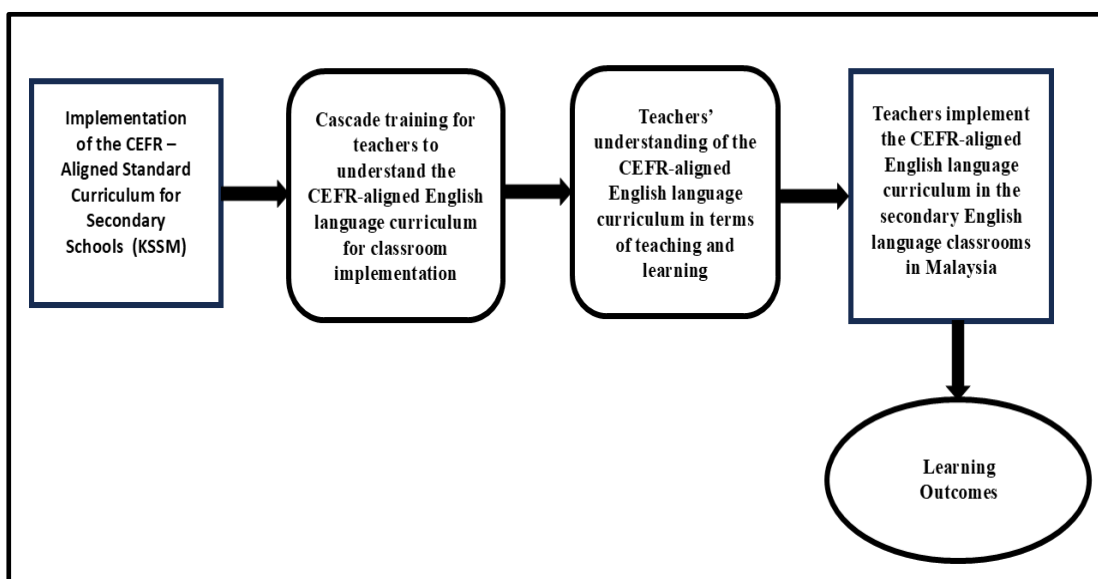 Implementation
of the CEFR –
Aligned Standard
Curriculum for
Secondary
Schools (KSSM)
Cascade training for
teachers to
understand the
CEFR-aligned English
language curriculum
for classroom
implementation
Teachers’
understanding of the
CEFR-aligned
English language
curriculum in terms
of teaching and
learning
Teachers implement
the CEFR-aligned
English language
curriculum in the
secondary English
language classrooms
in Malaysia
Learning
Outcomes